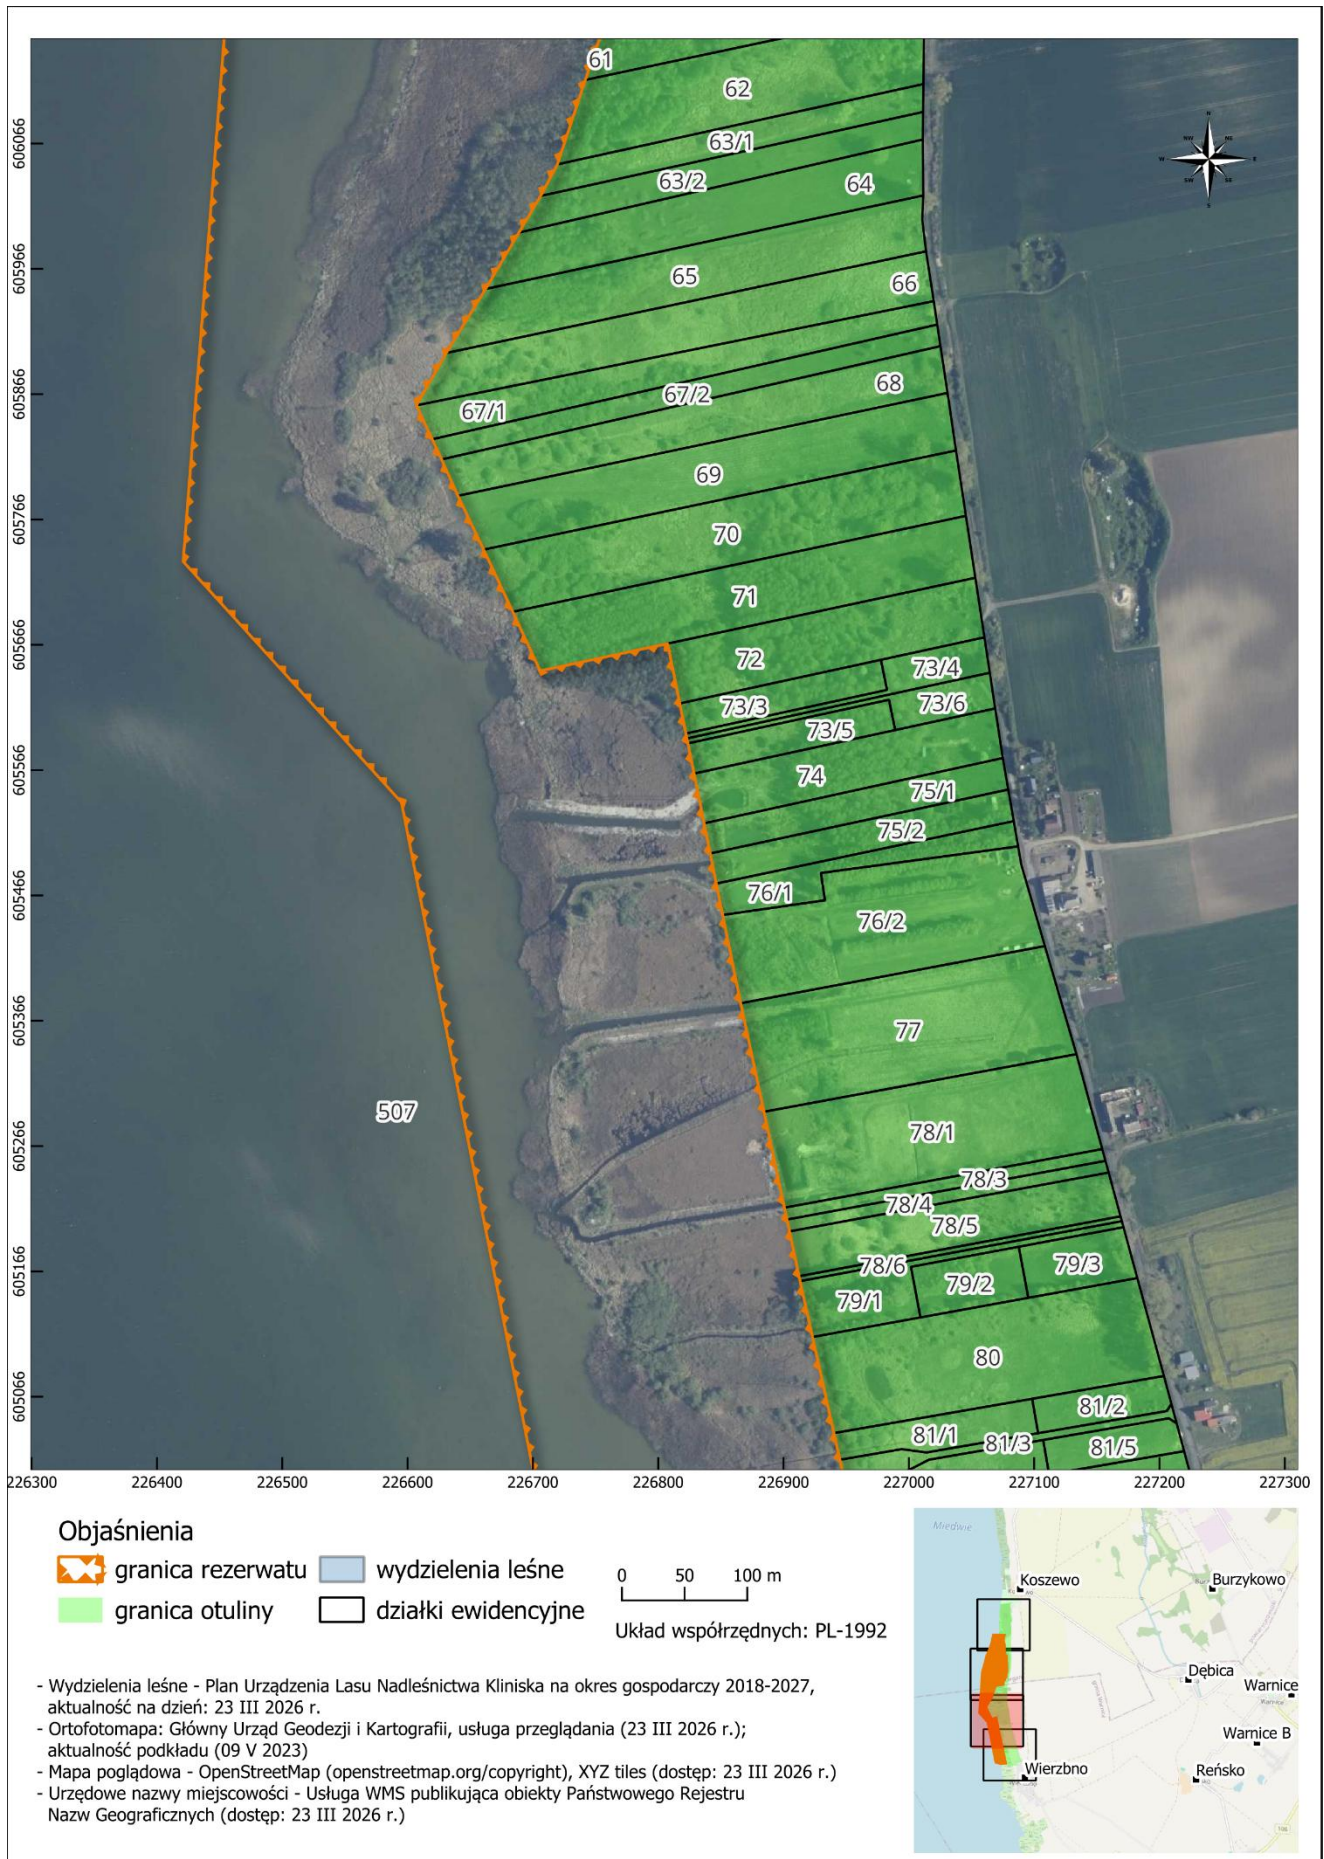 61
62
63/1
63/2
64
65
66
67/1
67/2
68
69
70
71
72
73/3
73/4
73/5
73/6
74
75/1
75/2
76/1
76/2
77
507
78/1
78/3
78/4
78/5
78/6
79/1
79/2
79/3
80
81/1
81/2
81/3
81/5
N
NE
E
SE
S
SW
W
NW
606066
605966
605866
605766
605666
605566
605466
605366
605266
605166
605066
226300 226400 226500 226600 226700 226800 226900 227000 227100 227200 227300
Objaśnienia
granica rezerwatu
wydzielenia leśne
granica otuliny
działki ewidencyjne
0 50 100 m
Układ współrzędnych: PL-1992
- Wydzielenia leśne - Plan Urządzenia Lasu Nadleśnictwa Kliniska na okres gospodarczy 2018-2027,
aktualność na dzień: 23 III 2026 r.
- Ortofotomapa: Główny Urząd Geodezji i Kartografii, usługa przeglądania (23 III 2026 r.);
aktualność podkładu (09 V 2023)
- Mapa poglądowa - OpenStreetMap (openstreetmap.org/copyright), XYZ tiles (dostęp: 23 III 2026 r.)
- Urzędowe nazwy miejscowości - Usługa WMS publikująca obiekty Państwowego Rejestru
Nazw Geograficznych (dostęp: 23 III 2026 r.)
Miedwie
Koszewo
Burzykowo
Dębica
Warnice
Warnice B
Wierzbno
Reńsko